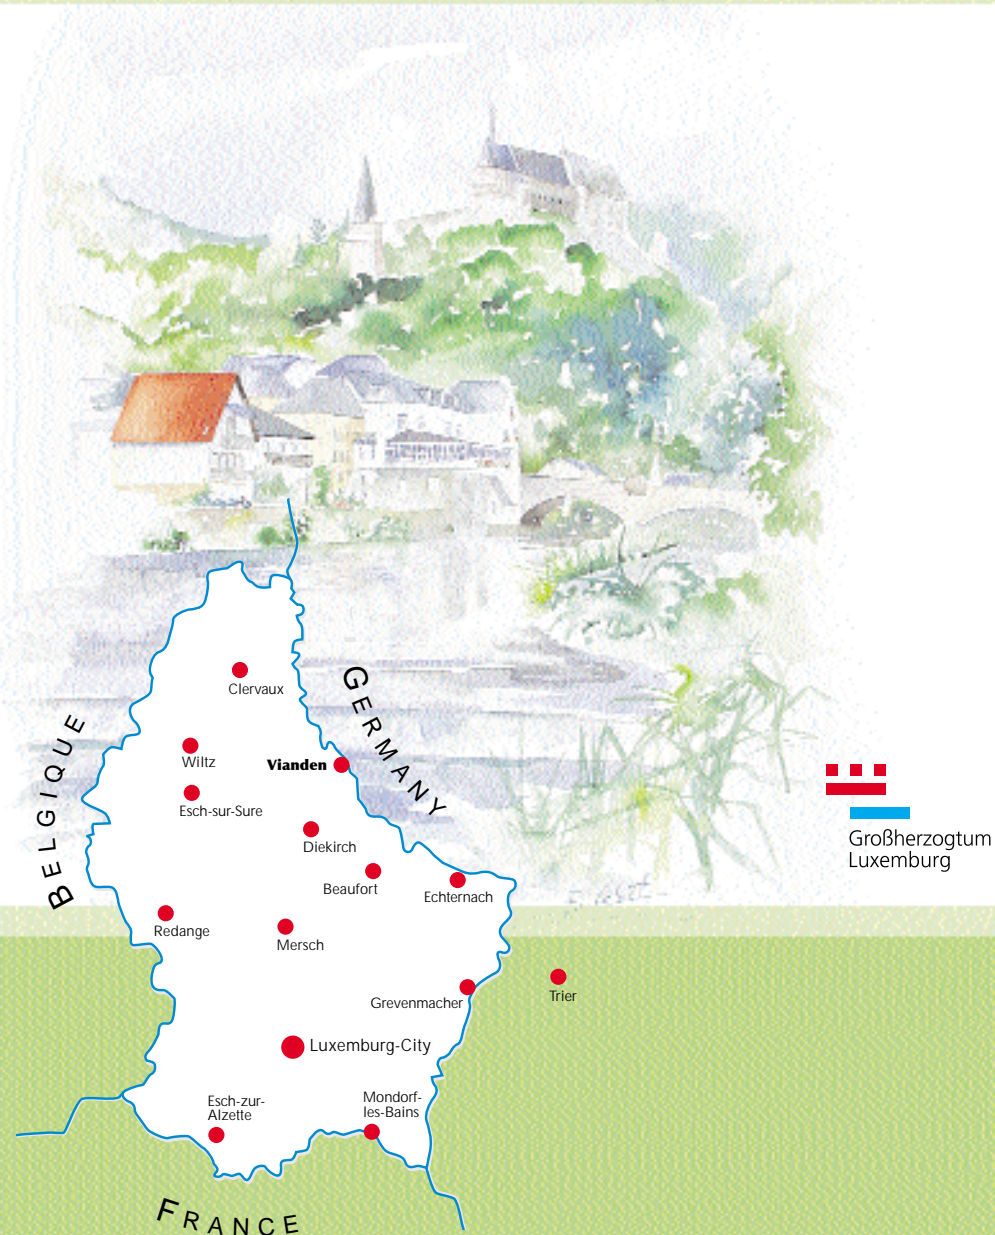 Clervaux
GERMANY
BELGIQUE
Wiltz
Vianden
Esch-sur-Sure
Diekirch
Großherzogtum
Luxemburg
Beaufort
Echternach
Redange
Mersch
Trier
Grevenmacher
Luxemburg-City
Esch-zur-
Alzette
Mondorf-
les-Bains
FRANCE